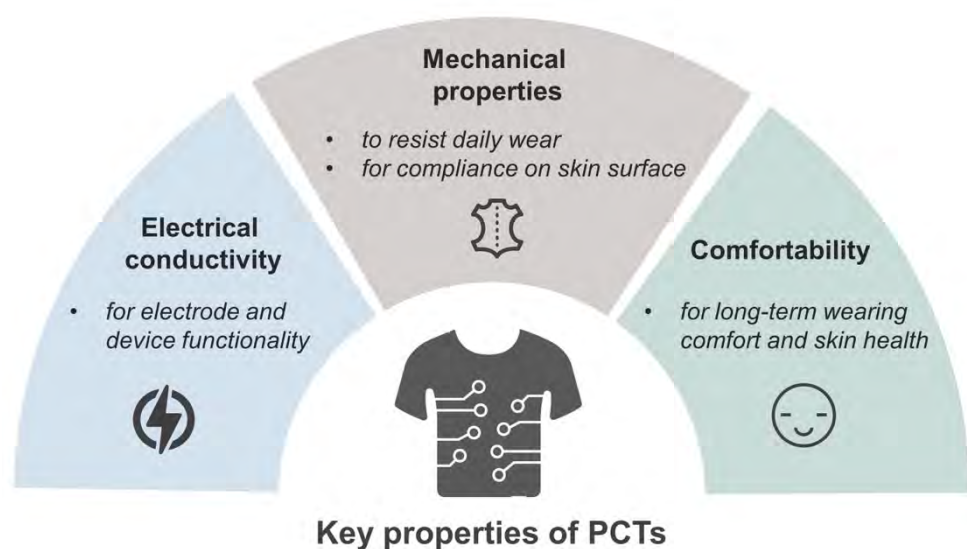 Mechanical
properties
• to resist daily wear
• for compliance on skin surface
Electrical
conductivity
• for electrode and
device functionality
Comfortability
• for long-term wearing
comfort and skin health
Key properties of PCTs